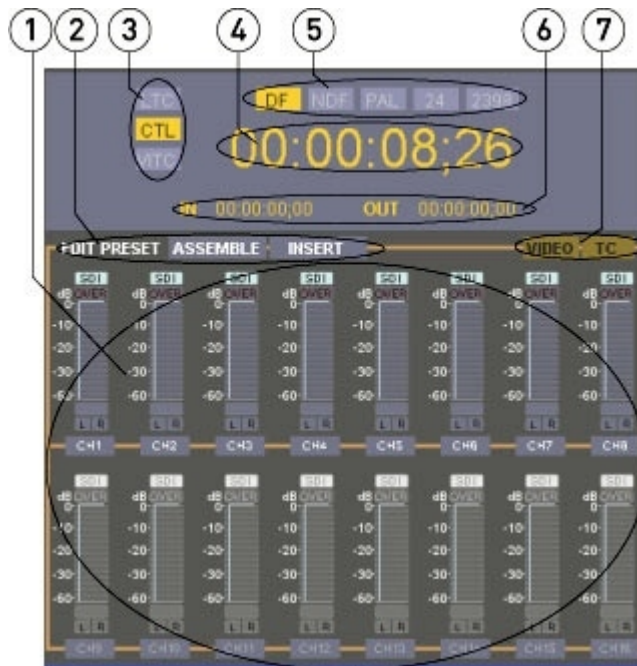 1 2 3 4 5 6 7
LTC
DF NDF PAL 24 2398
CTL
00:00:08;26
VITC
IN 00:00:00;00 OUT 00:00:00;00
EDIT PRESET ASSEMBLE INSERT VIDEO TC
SDI SDI SDI SDI SDI SDI SDI SDI
dB OVER dB OVER dB OVER dB OVER dB OVER dB OVER dB OVER dB OVER
0 0 0 0 0 0 0 0
-10 -10 -10 -10 -10 -10 -10 -10
-20 -20 -20 -20 -20 -20 -20 -20
-30 -30 -30 -30 -30 -30 -30 -30
-60 -60 -60 -60 -60 -60 -60 -60
L R L R L R L R L R L R L R L R
CH1 CH2 CH3 CH4 CH5 CH6 CH7 CH8
SDI SDI SDI SDI SDI SDI SDI SDI
dB OVER dB OVER dB OVER dB OVER dB OVER dB OVER dB OVER dB OVER
0 0 0 0 0 0 0 0
-10 -10 -10 -10 -10 -10 -10 -10
-20 -20 -20 -20 -20 -20 -20 -20
-30 -30 -30 -30 -30 -30 -30 -30
-60 -60 -60 -60 -60 -60 -60 -60
L R L R L R L R L R L R L R L R
CH9 CH10 CH11 CH12 CH13 CH14 CH15 CH16